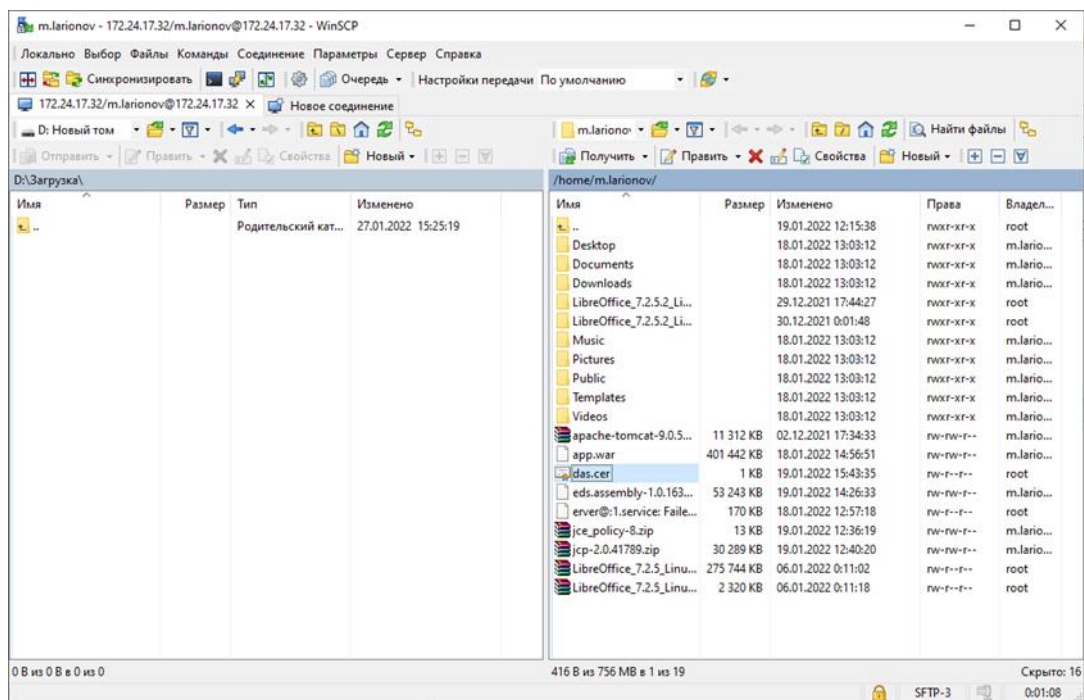 m.larionov - 172.24.17.32/m.larionov@172.24.17.32 - WinSCP
Локально Выбор Файлы Команды Соединение Параметры Сервер Справка
Синхронизировать Очередь Настройки передачи По умолчанию
172.24.17.32/m.larionov@172.24.17.32 Новое соединение
D: Новый том m.lariono Найти файлы
Отправить Править Свойства Новый Получить Править Свойства Новый
D:\Загрузка\ /home/m.larionov/
Имя Размер Тип Изменено Имя Размер Изменено Права Владел...
.. Родительский кат... 27.01.2022 15:25:19 .. 19.01.2022 12:15:38 rwxr-xr-x root
Desktop 18.01.2022 13:03:12 rwxr-xr-x m.lario...
Documents 18.01.2022 13:03:12 rwxr-xr-x m.lario...
Downloads 18.01.2022 13:03:12 rwxr-xr-x m.lario...
LibreOffice_7.2.5.2_Li... 29.12.2021 17:44:27 rwxr-xr-x root
LibreOffice_7.2.5.2_Li... 30.12.2021 0:01:48 rwxr-xr-x root
Music 18.01.2022 13:03:12 rwxr-xr-x m.lario...
Pictures 18.01.2022 13:03:12 rwxr-xr-x m.lario...
Public 18.01.2022 13:03:12 rwxr-xr-x m.lario...
Templates 18.01.2022 13:03:12 rwxr-xr-x m.lario...
Videos 18.01.2022 13:03:12 rwxr-xr-x m.lario...
apache-tomcat-9.0.5... 11 312 KB 02.12.2021 17:34:33 rw-rw-r-- m.lario...
app.war 401 442 KB 18.01.2022 14:56:51 rw-rw-r-- m.lario...
das.cer 1 KB 19.01.2022 15:43:35 rw-r--r-- root
eds.assembly-1.0.163... 53 243 KB 19.01.2022 14:26:33 rw-rw-r-- m.lario...
erver@:1.service: Faile... 170 KB 18.01.2022 12:57:18 rw-r--r-- root
jce_policy-8.zip 13 KB 19.01.2022 12:36:19 rw-rw-r-- m.lario...
jcp-2.0.41789.zip 30 289 KB 19.01.2022 12:40:20 rw-rw-r-- m.lario...
LibreOffice_7.2.5_Linu... 275 744 KB 06.01.2022 0:11:02 rw-r--r-- root
LibreOffice_7.2.5_Linu... 2 320 KB 06.01.2022 0:11:18 rw-r--r-- root
0 B из 0 B в 0 из 0 416 B из 756 MB в 1 из 19 Скрыто: 16
SFTP-3 0:01:08